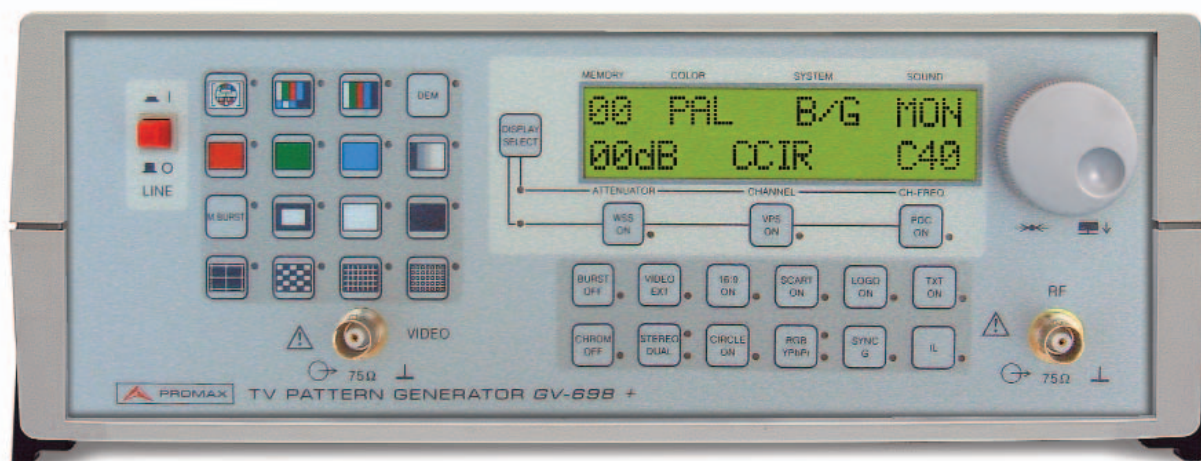 MEMORY COLOR SYSTEM SOUND
00 PAL B/G MON
00dB CCIR C40
ATTENUATOR CHANNEL CH-FREQ.
DISPLAY
SELECT
WSS
ON
VPS
ON
PDC
ON
I
O
LINE
DEM
M.BURST
BURST
OFF
VIDEO
EXT
16:9
ON
SCART
ON
LOGO
ON
TXT
ON
CHROM
OFF
STEREO
DUAL
CIRCLE
ON
RGB
YPbPr
SYNC
G
IL
VIDEO
75Ω
RF
75Ω
PROMAX TV PATTERN GENERATOR GV-698 +